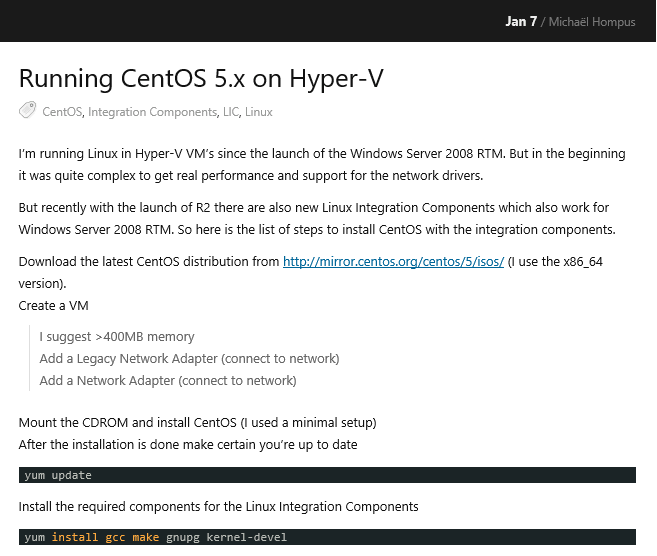 Jan 7 / Michaël Hompus
Running CentOS 5.x on Hyper-V
CentOS, Integration Components, LIC, Linux
I'm running Linux in Hyper-V VM's since the launch of the Windows Server 2008 RTM. But in the beginning
it was quite complex to get real performance and support for the network drivers.
But recently with the launch of R2 there are also new Linux Integration Components which also work for
Windows Server 2008 RTM. So here is the list of steps to install CentOS with the integration components.
Download the latest CentOS distribution from http://mirror.centos.org/centos/5/isos/ (I use the x86_64
version).
Create a VM
I suggest >400MB memory
Add a Legacy Network Adapter (connect to network)
Add a Network Adapter (connect to network)
Mount the CDROM and install CentOS (I used a minimal setup)
After the installation is done make certain you're up to date
yum update
Install the required components for the Linux Integration Components
yum install gcc make gnupg kernel-devel